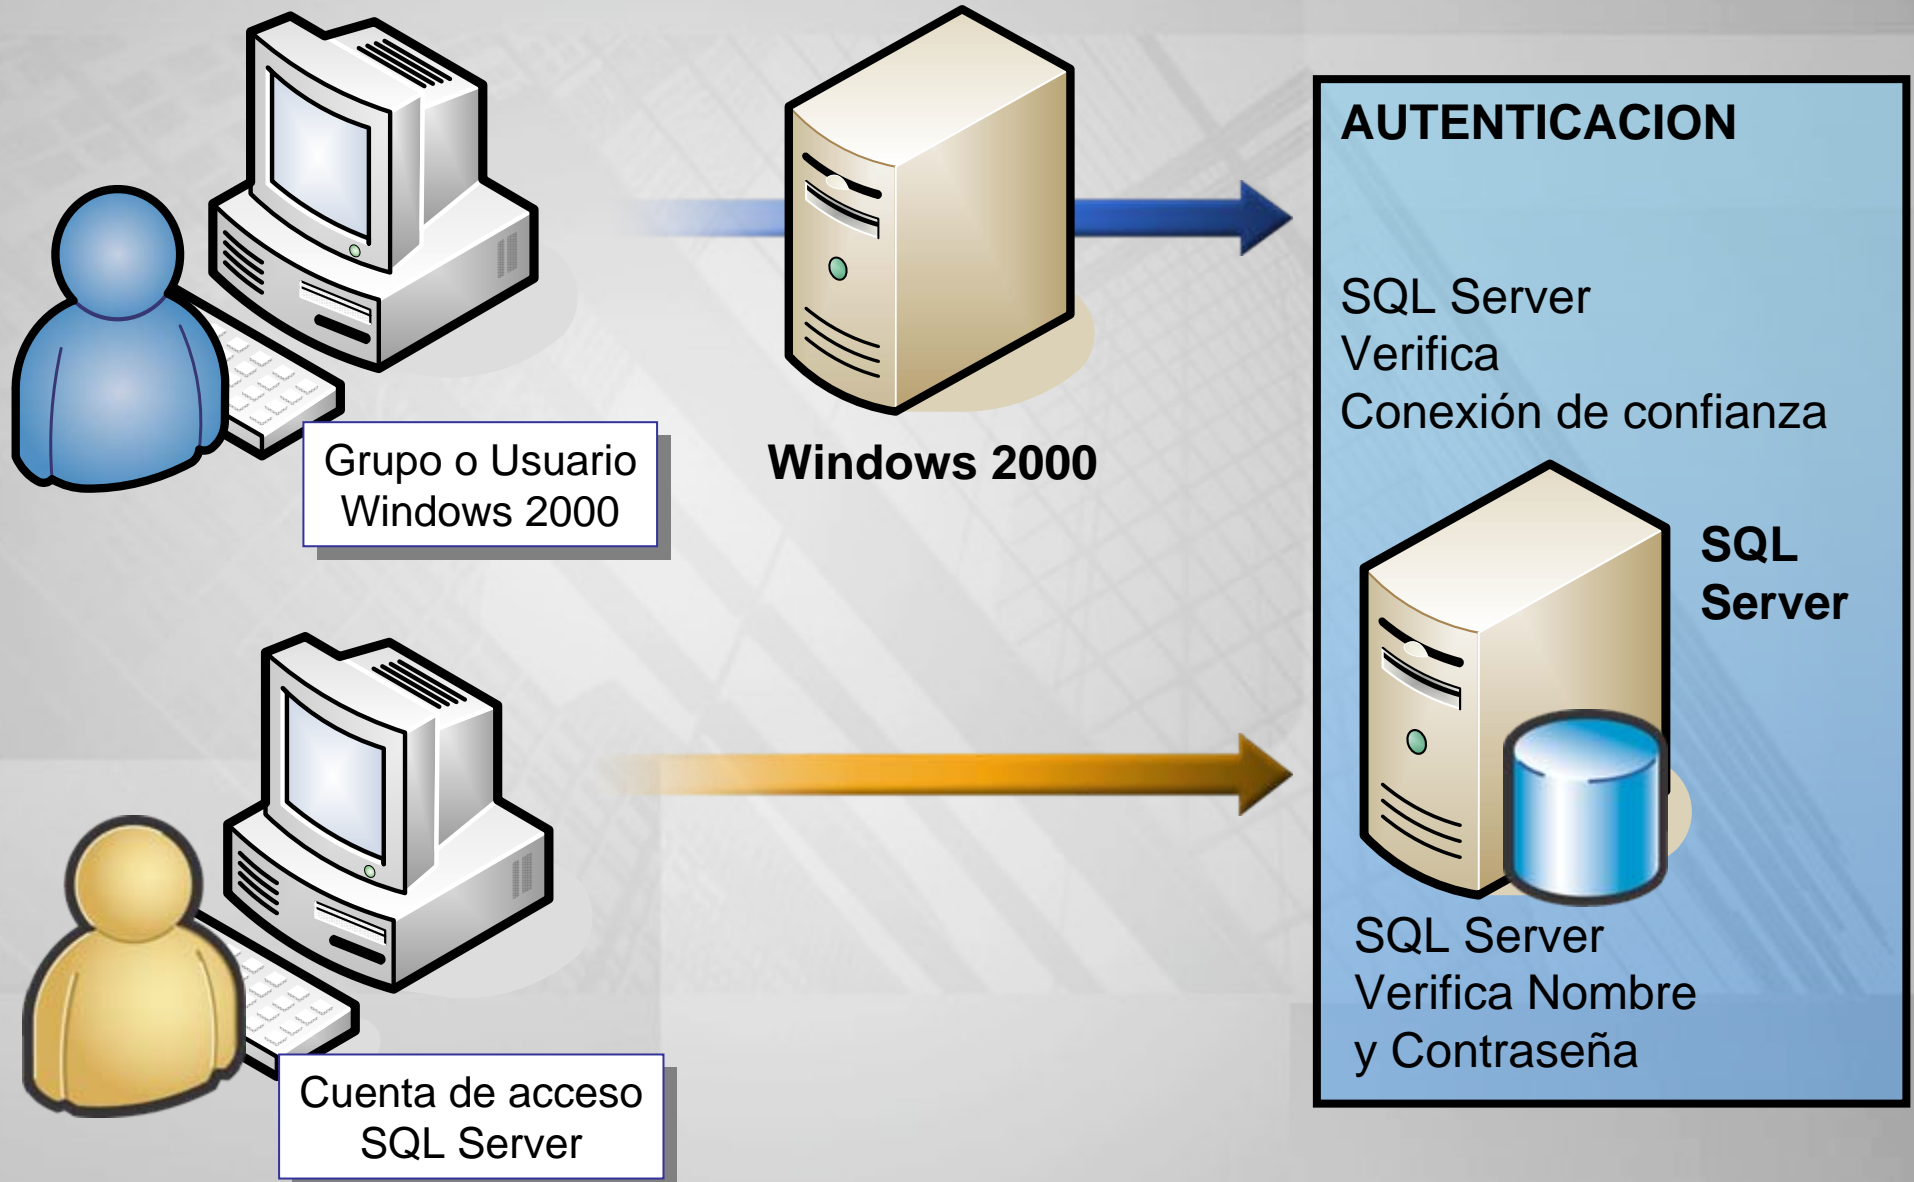 Grupo o Usuario
Windows 2000
Windows 2000
AUTENTICACION
SQL Server
Verifica
Conexión de confianza
SQL
Server
Cuenta de acceso
SQL Server
SQL Server
Verifica Nombre
y Contraseña